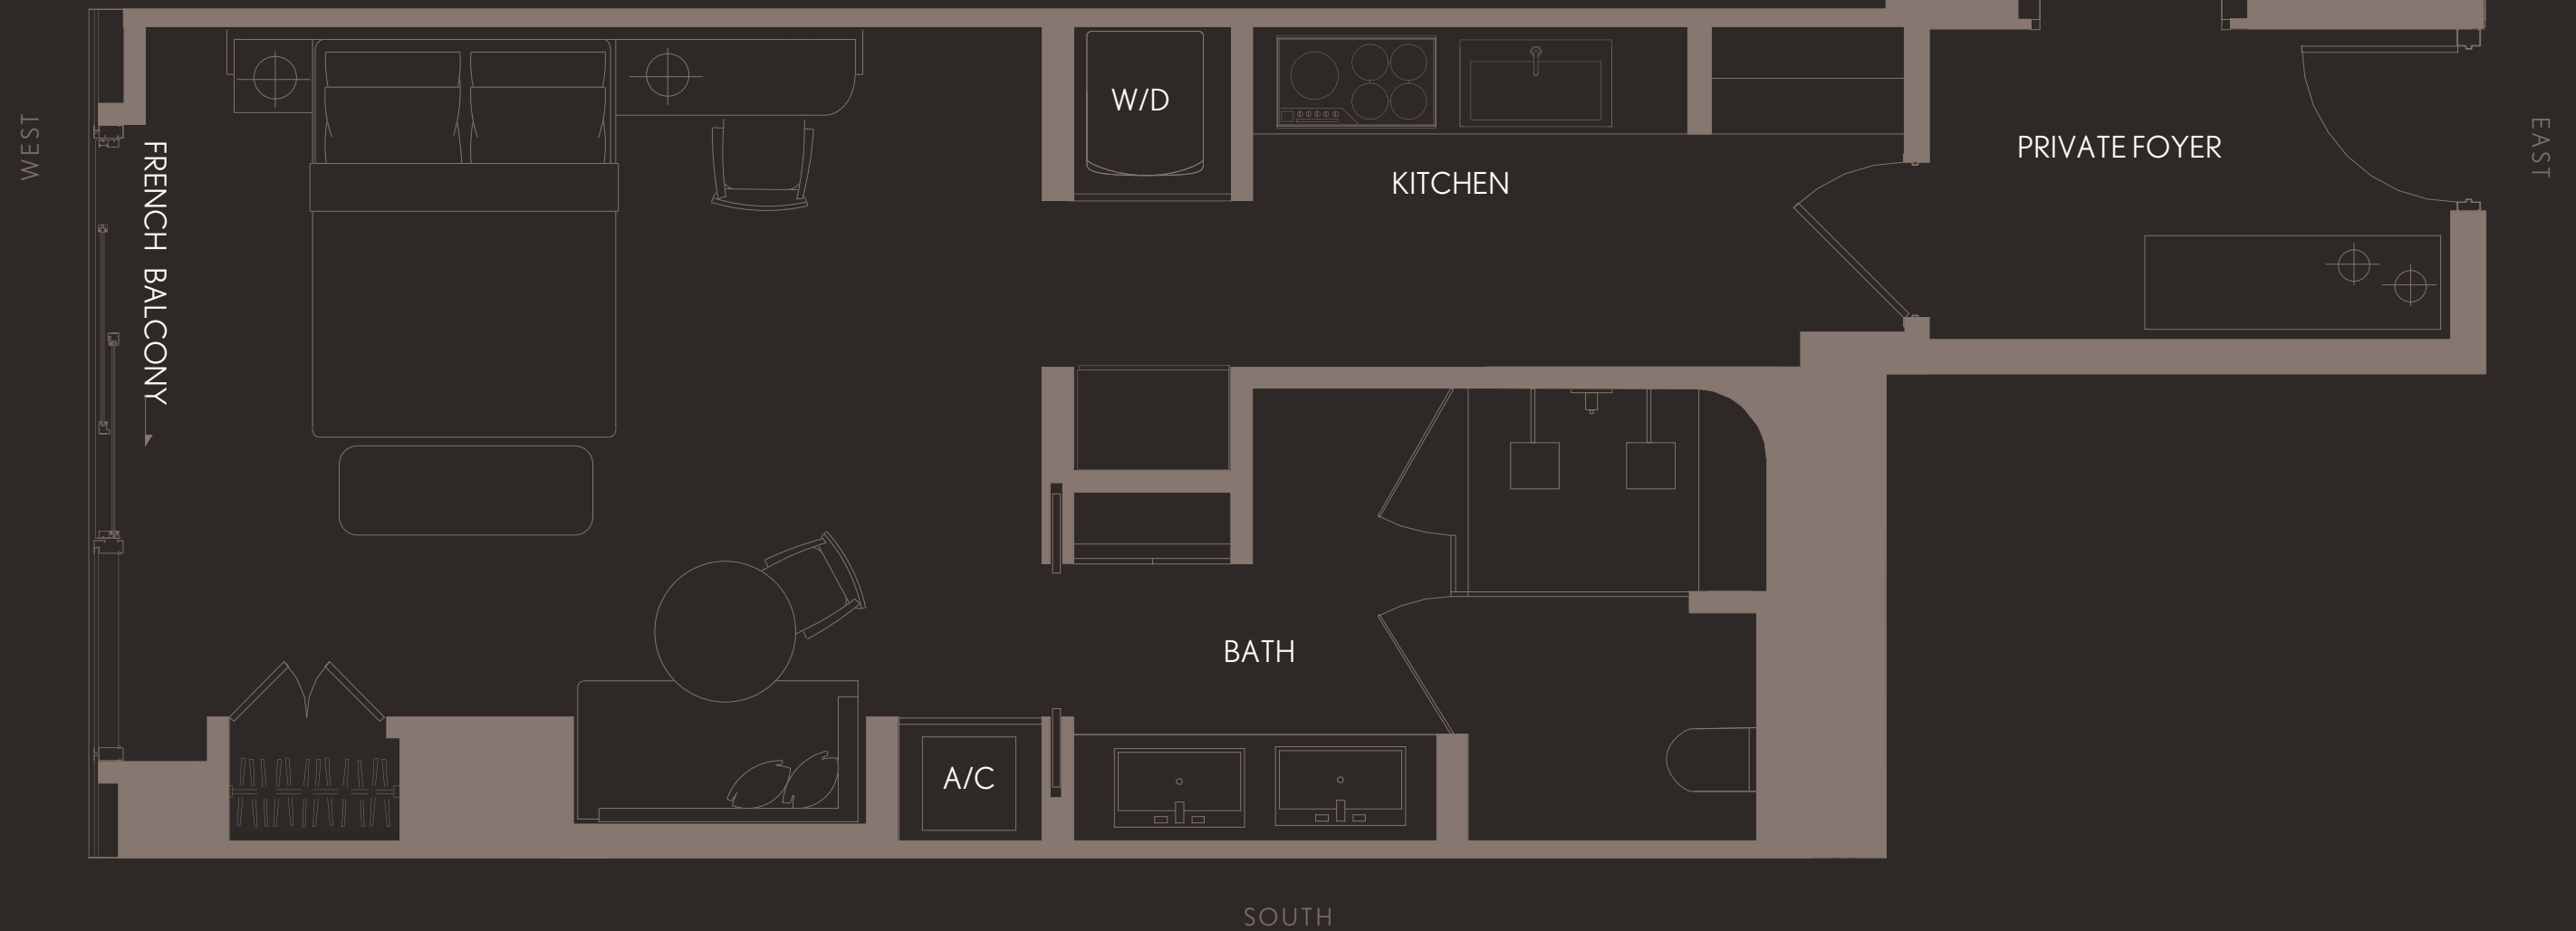 W/D
WEST
FRENCH BALCONY
KITCHEN
PRIVATE FOYER
EAST
BATH
A/C
SOUTH